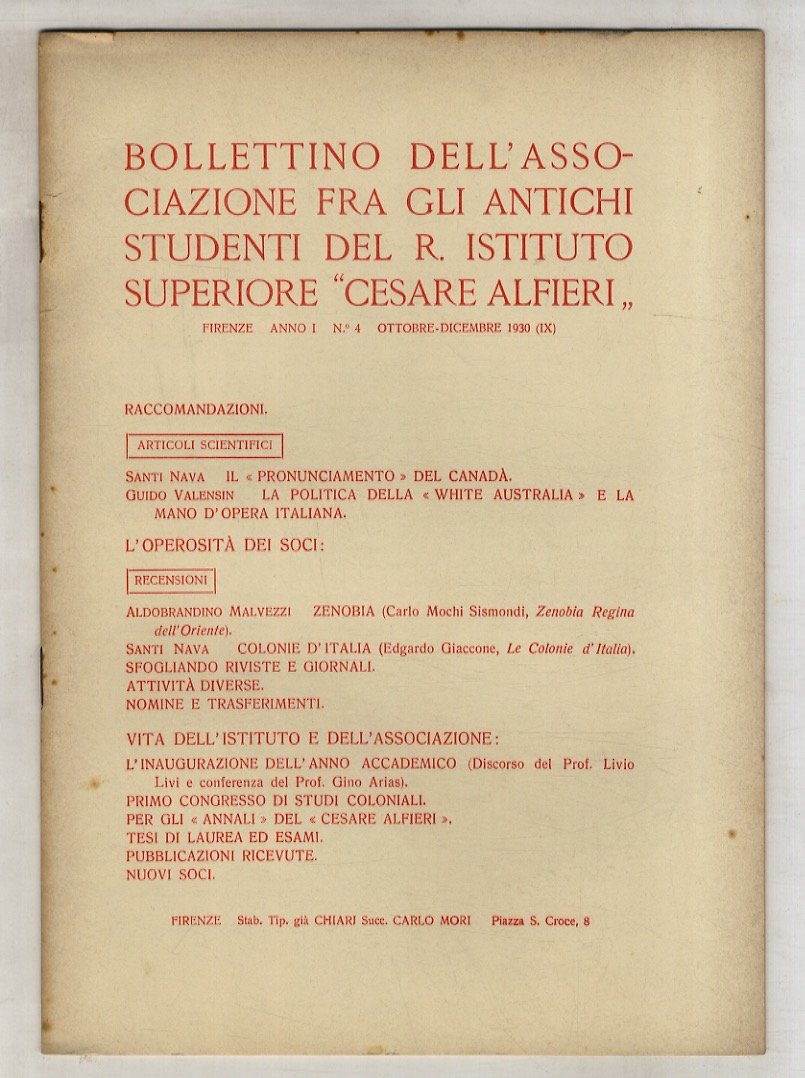 BOLLETTINO DELL'ASSO-
CIAZIONE FRA GLI ANTICHI
STUDENTI DEL R. ISTITUTO
SUPERIORE "CESARE ALFIERI„
FIRENZE ANNO I N.º 4 OTTOBRE-DICEMBRE 1930 (IX)
RACCOMANDAZIONI.
ARTICOLI SCIENTIFICI
SANTI NAVA IL « PRONUNCIAMENTO » DEL CANADÀ.
GUIDO VALENSIN LA POLITICA DELLA « WHITE AUSTRALIA » E LA
MANO D'OPERA ITALIANA.
L'OPEROSITÀ DEI SOCI:
RECENSIONI
ALDOBRANDINO MALVEZZI ZENOBIA (Carlo Mochi Sismondi, Zenobia Regina
dell'Oriente).
SANTI NAVA COLONIE D'ITALIA (Edgardo Giaccone, Le Colonie d'Italia).
SFOGLIANDO RIVISTE E GIORNALI.
ATTIVITÀ DIVERSE.
NOMINE E TRASFERIMENTI.
VITA DELL'ISTITUTO E DELL'ASSOCIAZIONE:
L'INAUGURAZIONE DELL'ANNO ACCADEMICO (Discorso del Prof. Livio
Livi e conferenza del Prof. Gino Arias).
PRIMO CONGRESSO DI STUDI COLONIALI.
PER GLI « ANNALI » DEL « CESARE ALFIERI ».
TESI DI LAUREA ED ESAMI.
PUBBLICAZIONI RICEVUTE.
NUOVI SOCI.
FIRENZE Stab. Tip. già CHIARI Succ. CARLO MORI Piazza S. Croce, 8